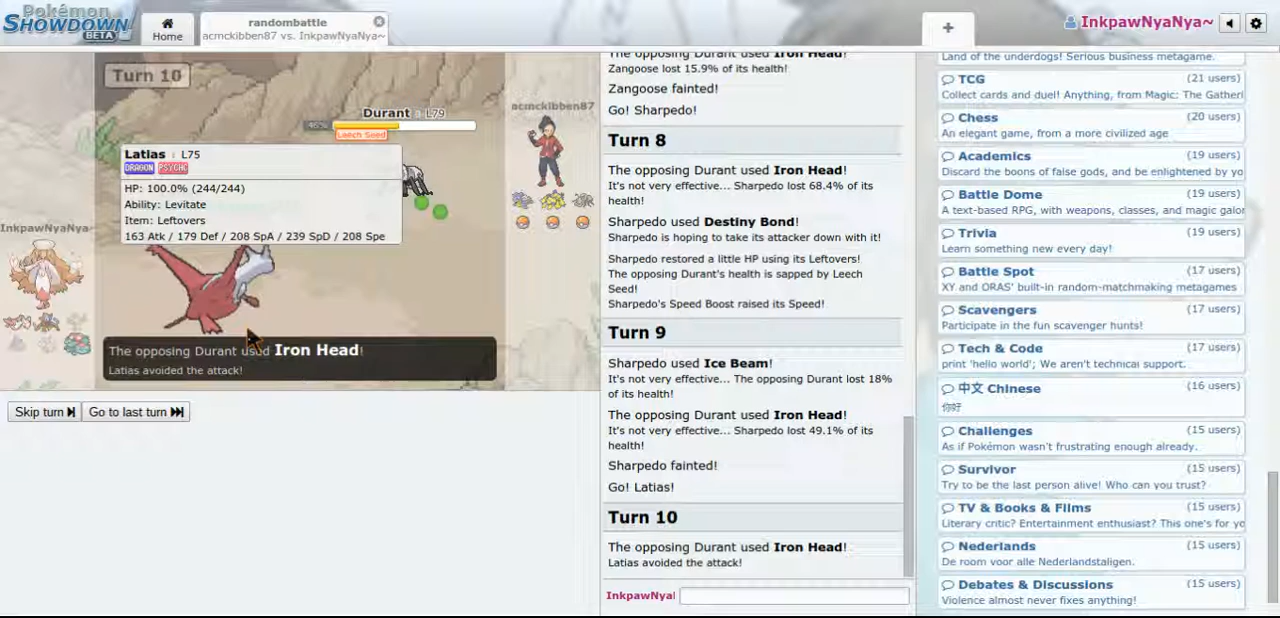 Pokémon
SHOWDOWN
BETA
Home
randombattle
acmckibben87 vs. InkpawNyaNya~
+
InkpawNyaNya~
Turn 10
Durant L79
46%
Leech Seed
acmckibben87
Latias L75
DRAGON PSYCHC
HP: 100.0% (244/244)
Ability: Levitate
Item: Leftovers
163 Atk / 179 Def / 208 SpA / 239 SpD / 208 Spe
InkpawNyaNya~
The opposing Durant used Iron Head!
Latias avoided the attack!
Skip turn
Go to last turn
The opposing Durant used Iron Head!
Zangoose lost 15.9% of its health!
Zangoose fainted!
Go! Sharpedo!
Turn 8
The opposing Durant used Iron Head!
It's not very effective... Sharpedo lost 68.4% of its
health!
Sharpedo used Destiny Bond!
Sharpedo is hoping to take its attacker down with it!
Sharpedo restored a little HP using its Leftovers!
The opposing Durant's health is sapped by Leech
Seed!
Sharpedo's Speed Boost raised its Speed!
Turn 9
Sharpedo used Ice Beam!
It's not very effective... The opposing Durant lost 18%
of its health!
The opposing Durant used Iron Head!
It's not very effective... Sharpedo lost 49.1% of its
health!
Sharpedo fainted!
Go! Latias!
Turn 10
The opposing Durant used Iron Head!
Latias avoided the attack!
InkpawNyal
Land of the underdogs! Serious business metagame.
TCG (21 users)
Collect cards and duel! Anything, from Magic: The Gatheri
Chess (20 users)
An elegant game, from a more civilized age
Academics (19 users)
Discard the boons of false gods, and be enlightened by yo
Battle Dome (19 users)
A text-based RPG, with weapons, classes, and magic galor
Trivia (19 users)
Learn something new every day!
Battle Spot (17 users)
XY and ORAS' built-in random-matchmaking metagames
Scavengers (17 users)
Participate in the fun scavenger hunts!
Tech & Code (17 users)
print 'hello world'; We aren't technical support.
中文 Chinese (16 users)
你好
Challenges (15 users)
As if Pokémon wasn't frustrating enough already.
Survivor (15 users)
Try to be the last person alive! Who can you trust?
TV & Books & Films (15 users)
Literary critic? Entertainment enthusiast? This one's for yo
Nederlands (15 users)
De room voor alle Nederlandstaligen.
Debates & Discussions (15 users)
Violence almost never fixes anything!